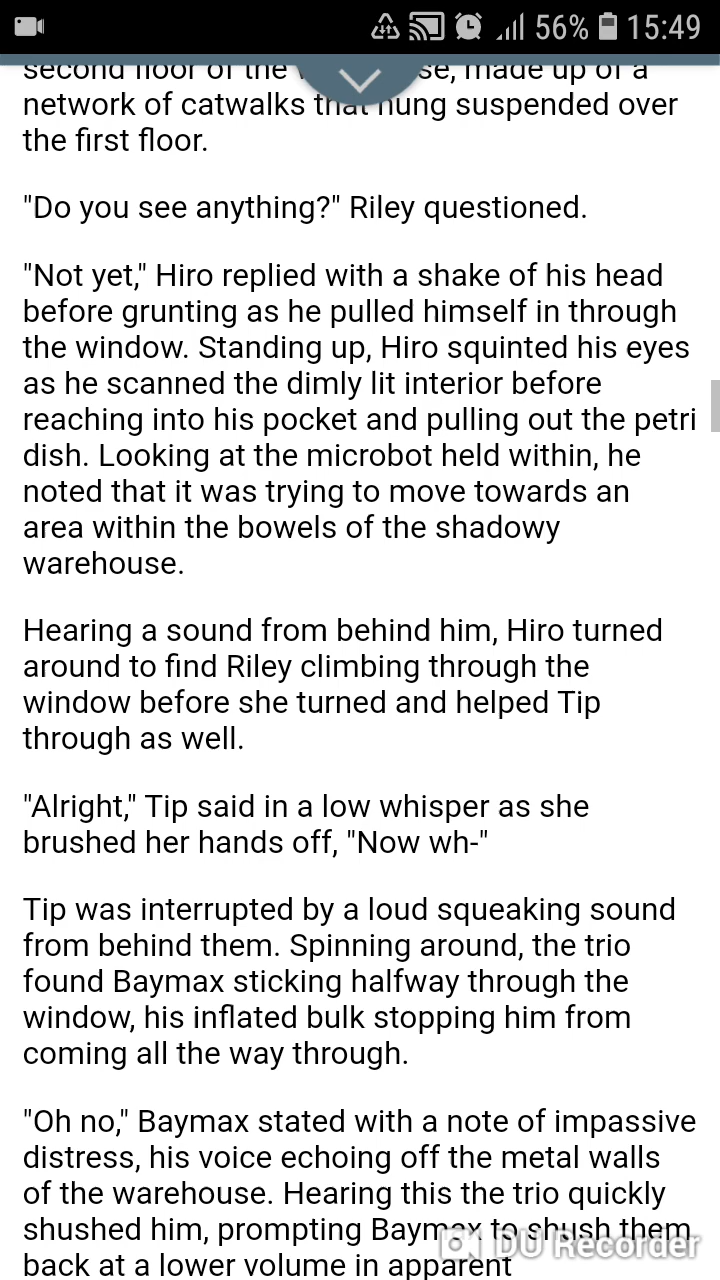 56% 15:49
second floor of the se, made up of a
network of catwalks that hung suspended over
the first floor.
"Do you see anything?" Riley questioned.
"Not yet," Hiro replied with a shake of his head
before grunting as he pulled himself in through
the window. Standing up, Hiro squinted his eyes
as he scanned the dimly lit interior before
reaching into his pocket and pulling out the petri
dish. Looking at the microbot held within, he
noted that it was trying to move towards an
area within the bowels of the shadowy
warehouse.
Hearing a sound from behind him, Hiro turned
around to find Riley climbing through the
window before she turned and helped Tip
through as well.
"Alright," Tip said in a low whisper as she
brushed her hands off, "Now wh-"
Tip was interrupted by a loud squeaking sound
from behind them. Spinning around, the trio
found Baymax sticking halfway through the
window, his inflated bulk stopping him from
coming all the way through.
"Oh no," Baymax stated with a note of impassive
distress, his voice echoing off the metal walls
of the warehouse. Hearing this the trio quickly
shushed him, prompting Baymax to shush them
back at a lower volume in apparent
DU Recorder